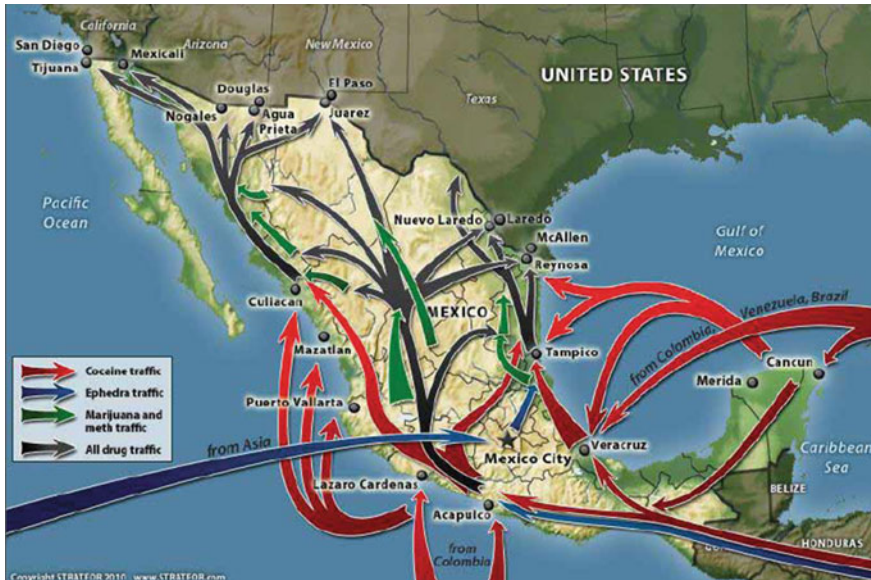 California
San Diego
Mexicali
Arizona
New Mexico
Tijuana
Douglas
El Paso
UNITED STATES
Texas
Nogales
Agua
Prieta
Juarez
Pacific
Ocean
Nuevo Laredo
Laredo
McAllen
Reynosa
Gulf of
Mexico
Culiacan
MEXICO
from Colombia, Venezuela, Brazil
Mazatlan
Tampico
Cancun
Merida
Cocaine traffic
Ephedra traffic
Marijuana and
meth traffic
All drug traffic
Puerto Vallarta
from Asia
Mexico City
Veracruz
Caribbean
Sea
Lazaro Cardenas
BELIZE
Acapulco
from
Colombia
HONDURAS
Copyright STRATFOR 2010 www.STRATFOR.com